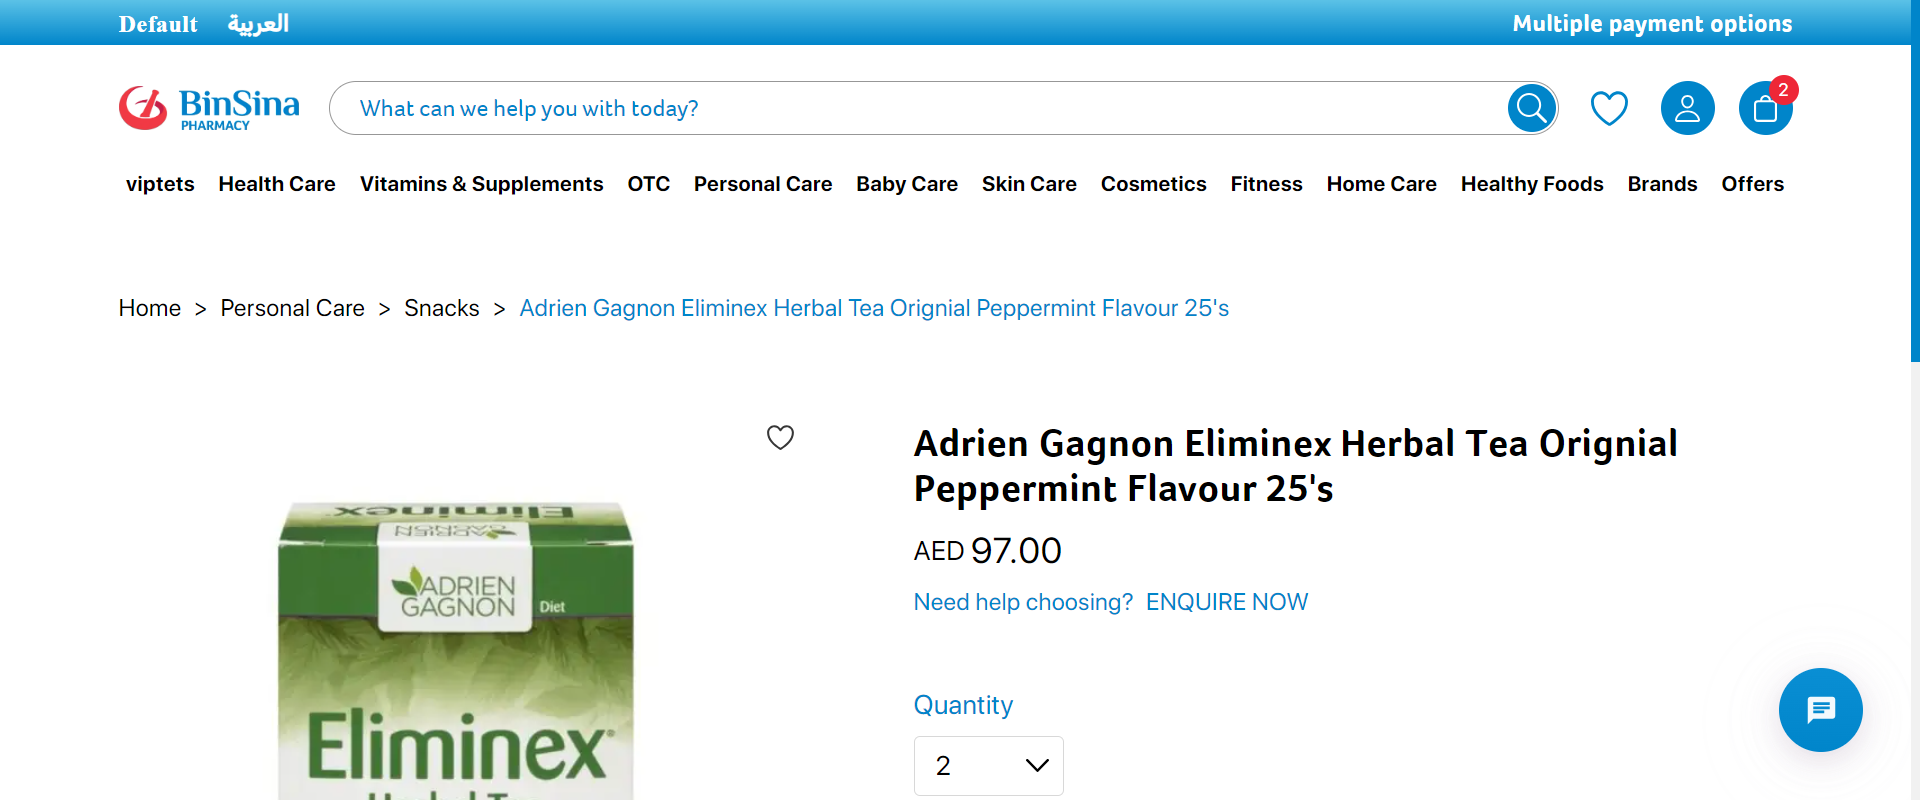 Default العربية Multiple payment options
BinSina
PHARMACY
What can we help you with today?
2
viptets Health Care Vitamins & Supplements OTC Personal Care Baby Care Skin Care Cosmetics Fitness Home Care Healthy Foods Brands Offers
Home > Personal Care > Snacks > Adrien Gagnon Eliminex Herbal Tea Orignial Peppermint Flavour 25's
Adrien Gagnon Eliminex Herbal Tea Orignial
Peppermint Flavour 25's
AED 97.00
Need help choosing? ENQUIRE NOW
Quantity
2
Eliminex
ADRIEN
GAGNON
ADRIEN
GAGNON
Diet
Eliminex